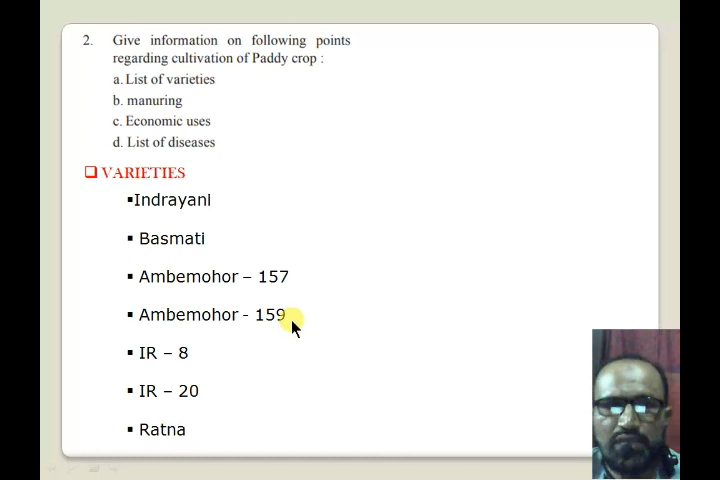 2. Give information on following points
regarding cultivation of Paddy crop :
a. List of varieties
b. manuring
c. Economic uses
d. List of diseases
❑ VARIETIES
▪Indrayani
▪ Basmati
▪ Ambemohor – 157
▪ Ambemohor - 159
▪ IR – 8
▪ IR – 20
▪ Ratna